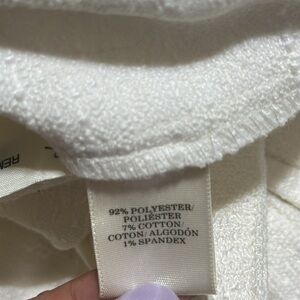 92% POLYESTER/
POLIÉSTER
7% COTTON/
COTON/ALGODÓN
1% SPANDEX